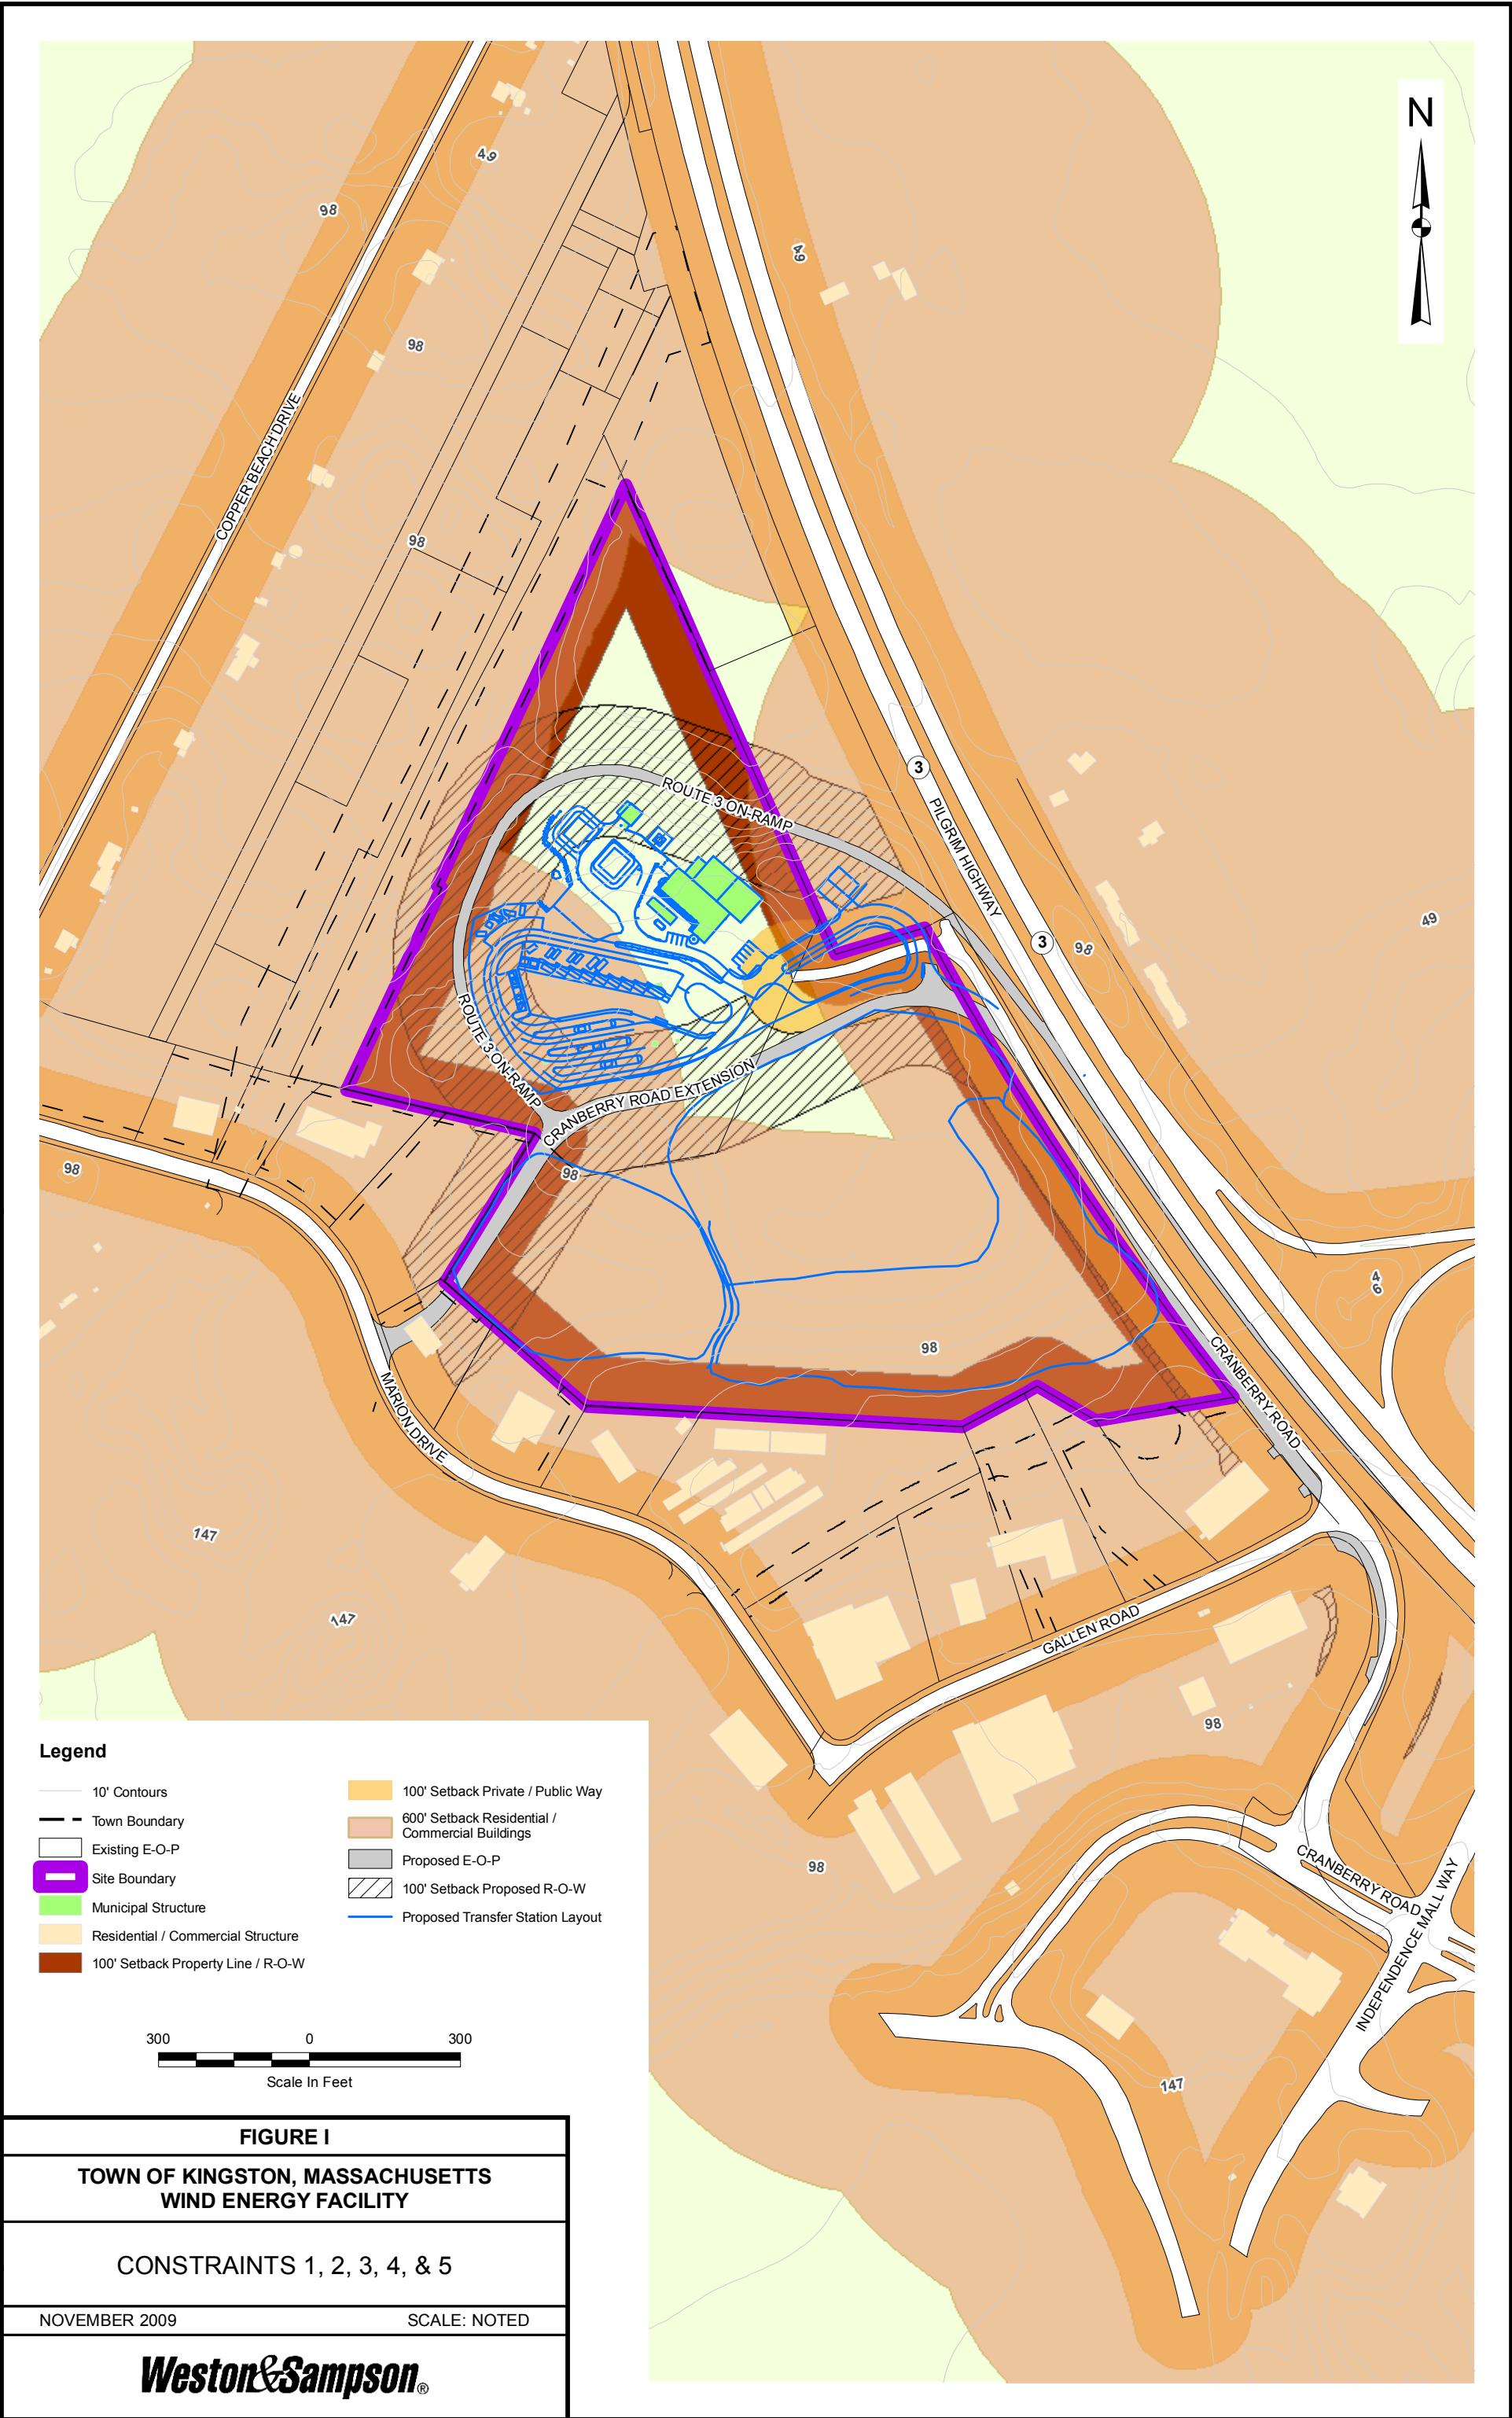 N
49
98
49
98
COPPER BEACH DRIVE
98
ROUTE 3 ON-RAMP
3
PILGRIM HIGHWAY
3
98
49
ROUTE 3 ON-RAMP
CRANBERRY ROAD EXTENSION
98
98
46
98
CRANBERRY ROAD
MARION DRIVE
147
147
GALLEN ROAD
98
98
CRANBERRY ROAD
INDEPENDENCE MALL WAY
147
Legend
10' Contours
Town Boundary
Existing E-O-P
Site Boundary
Municipal Structure
Residential / Commercial Structure
100' Setback Property Line / R-O-W
100' Setback Private / Public Way
600' Setback Residential /
Commercial Buildings
Proposed E-O-P
100' Setback Proposed R-O-W
Proposed Transfer Station Layout
300 0 300
Scale In Feet
FIGURE I
TOWN OF KINGSTON, MASSACHUSETTS
WIND ENERGY FACILITY
CONSTRAINTS 1, 2, 3, 4, & 5
NOVEMBER 2009 SCALE: NOTED
Weston&Sampson®